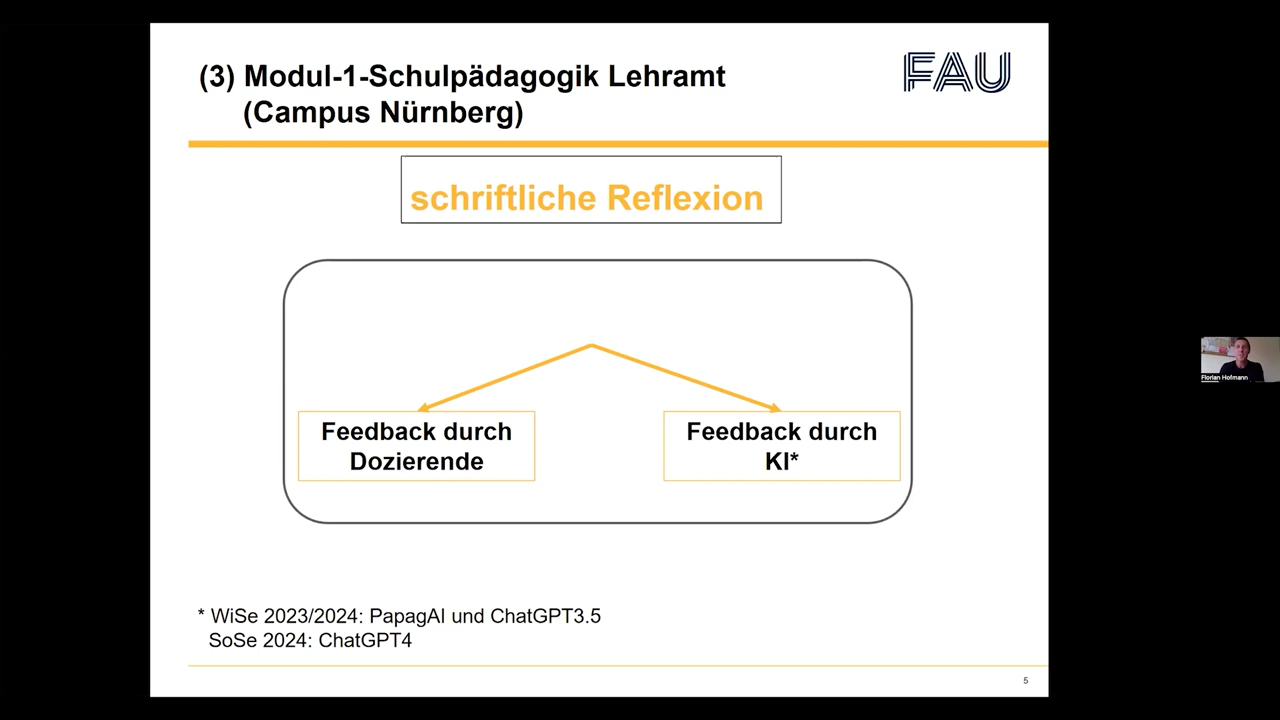 (3) Modul-1-Schulpädagogik Lehramt
(Campus Nürnberg)
FAU
schriftliche Reflexion
Feedback durch
Dozierende
Feedback durch
KI*
* WiSe 2023/2024: PapagAI und ChatGPT3.5
SoSe 2024: ChatGPT4
5
Florian Hofmann